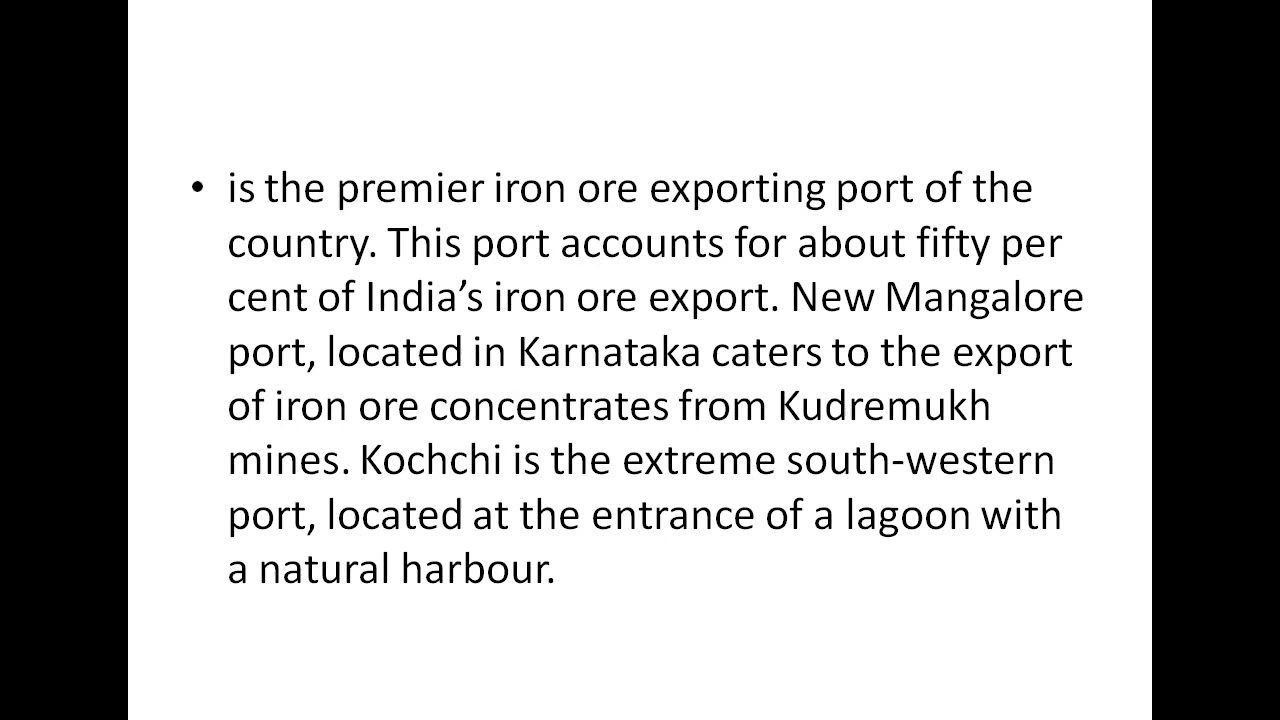 • is the premier iron ore exporting port of the
country. This port accounts for about fifty per
cent of India’s iron ore export. New Mangalore
port, located in Karnataka caters to the export
of iron ore concentrates from Kudremukh
mines. Kochchi is the extreme south-western
port, located at the entrance of a lagoon with
a natural harbour.